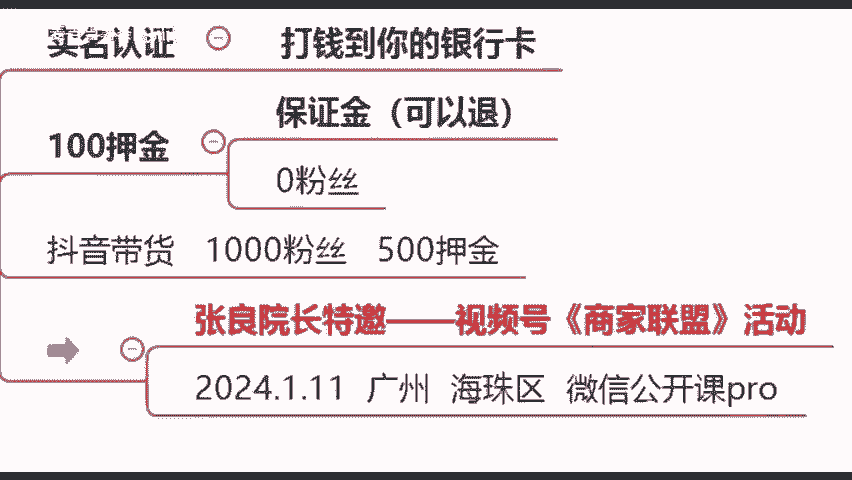 实名认证 打钱到你的银行卡
保证金（可以退）
100押金
0粉丝
抖音带货 1000粉丝 500押金
张良院长特邀——视频号《商家联盟》活动
2024.1.11 广州 海珠区 微信公开课pro